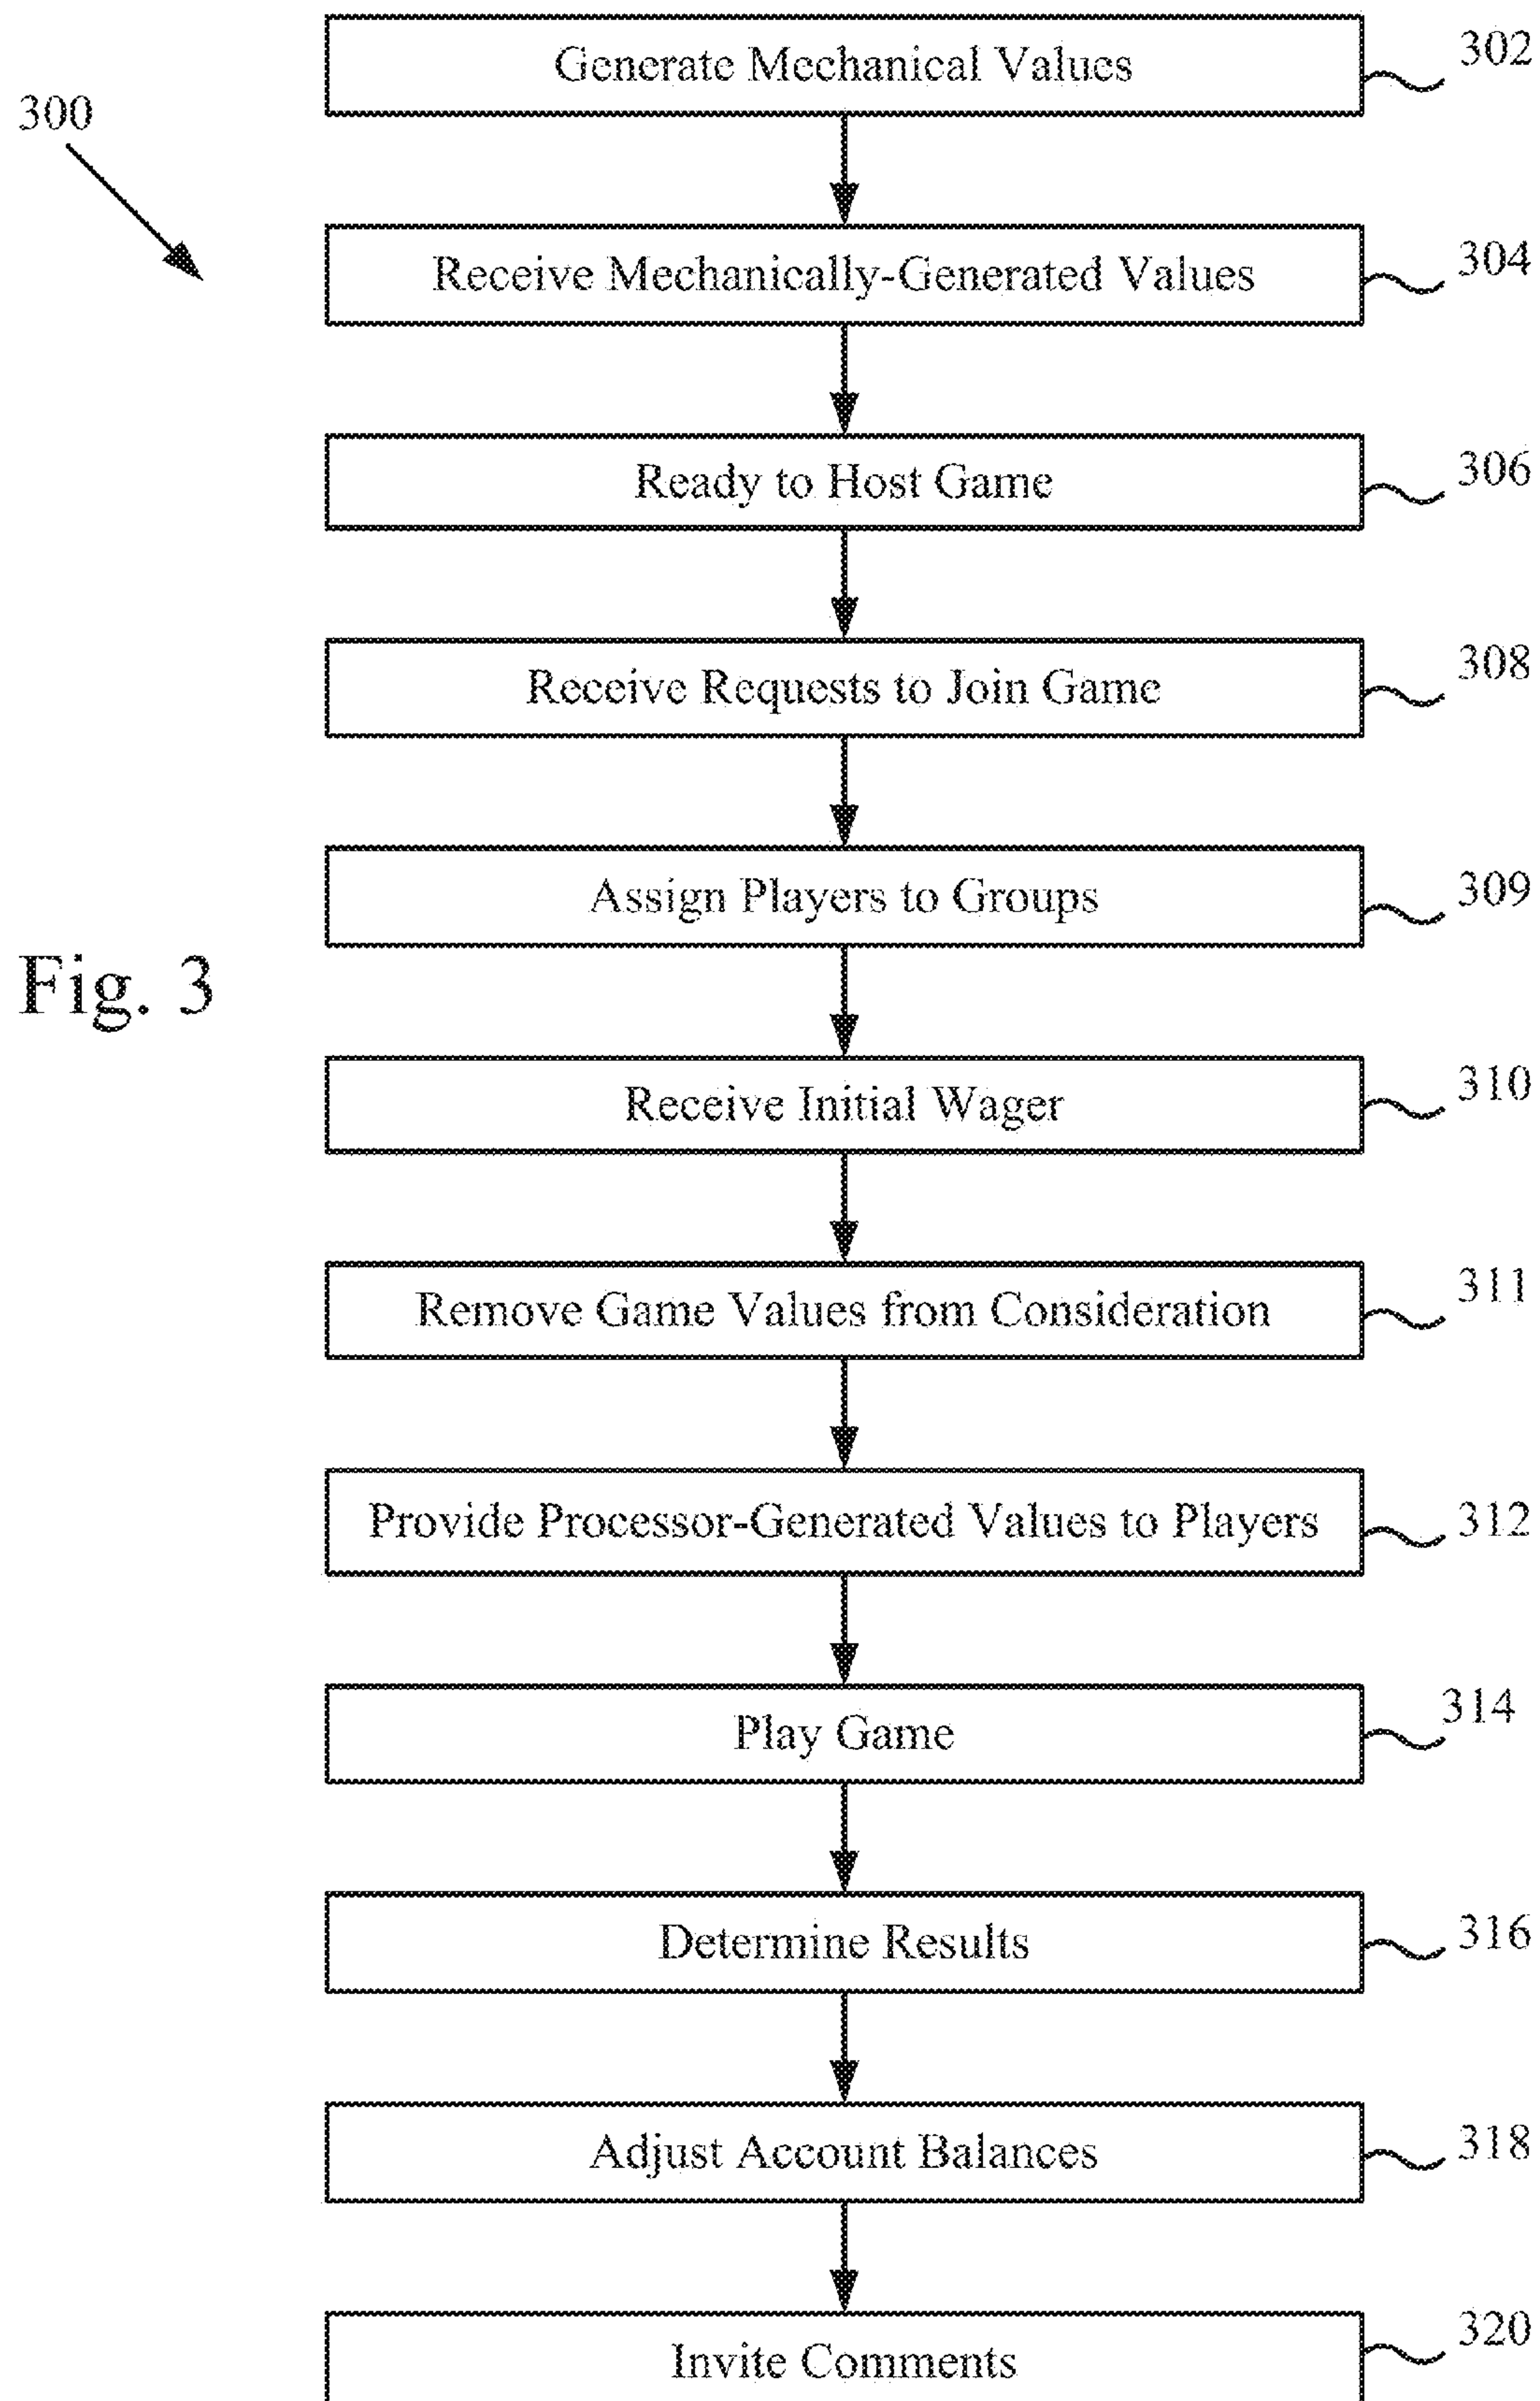 Generate Mechanical Values
302
300
Receive Mechanically-Generated Values
304
Ready to Host Game
306
Receive Requests to Join Game
308
Assign Players to Groups
309
Fig. 3
Receive Initial Wager
310
Remove Game Values from Consideration
311
Provide Processor-Generated Values to Players
312
Play Game
314
Determine Results
316
Adjust Account Balances
318
Invite Comments
320